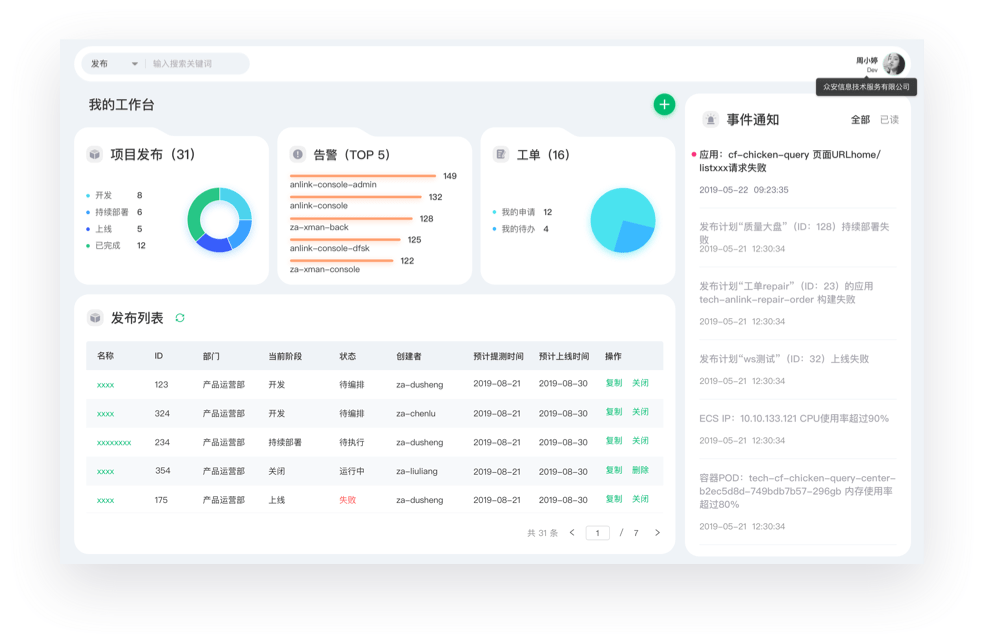 发布 输入搜索关键词
周小婷
Dev
众安信息技术服务有限公司
我的工作台
项目发布（31）
开发 8
持续部署 6
上线 5
已完成 12
告警（TOP 5）
149
anlink-console-admin
132
anlink-console
128
za-xman-back
125
anlink-console-dfsk
122
za-xman-console
工单（16）
我的申请 12
我的待办 4
发布列表
名称 ID 部门 当前阶段 状态 创建者 预计提测时间 预计上线时间 操作
xxxx 123 产品运营部 开发 待编排 za-dusheng 2019-08-21 2019-08-30 复制 关闭
xxxx 324 产品运营部 开发 待编排 za-chenlu 2019-08-21 2019-08-30 复制 关闭
xxxxxxxx 234 产品运营部 持续部署 待执行 za-dusheng 2019-08-21 2019-08-30 复制 关闭
xxxx 354 产品运营部 关闭 运行中 za-liuliang 2019-08-21 2019-08-30 复制 删除
xxxx 175 产品运营部 上线 失败 za-dusheng 2019-08-21 2019-08-30 复制 关闭
共 31 条 < 1 / 7 >
事件通知 全部 已读
应用：cf-chicken-query 页面URLhome/
listxxx请求失败
2019-05-22 09:23:35
发布计划“质量大盘”（ID：128）持续部署失
败
2019-05-21 12:30:34
发布计划“工单repair”（ID：23）的应用
tech-anlink-repair-order 构建失败
2019-05-21 12:30:34
发布计划“ws测试”（ID：32）上线失败
2019-05-21 12:30:34
ECS IP：10.10.133.121 CPU使用率超过90%
2019-05-21 12:30:34
容器POD：tech-cf-chicken-query-center-
b2ec5d8d-749bdb7b57-296gb 内存使用率
超过80%
2019-05-21 12:30:34